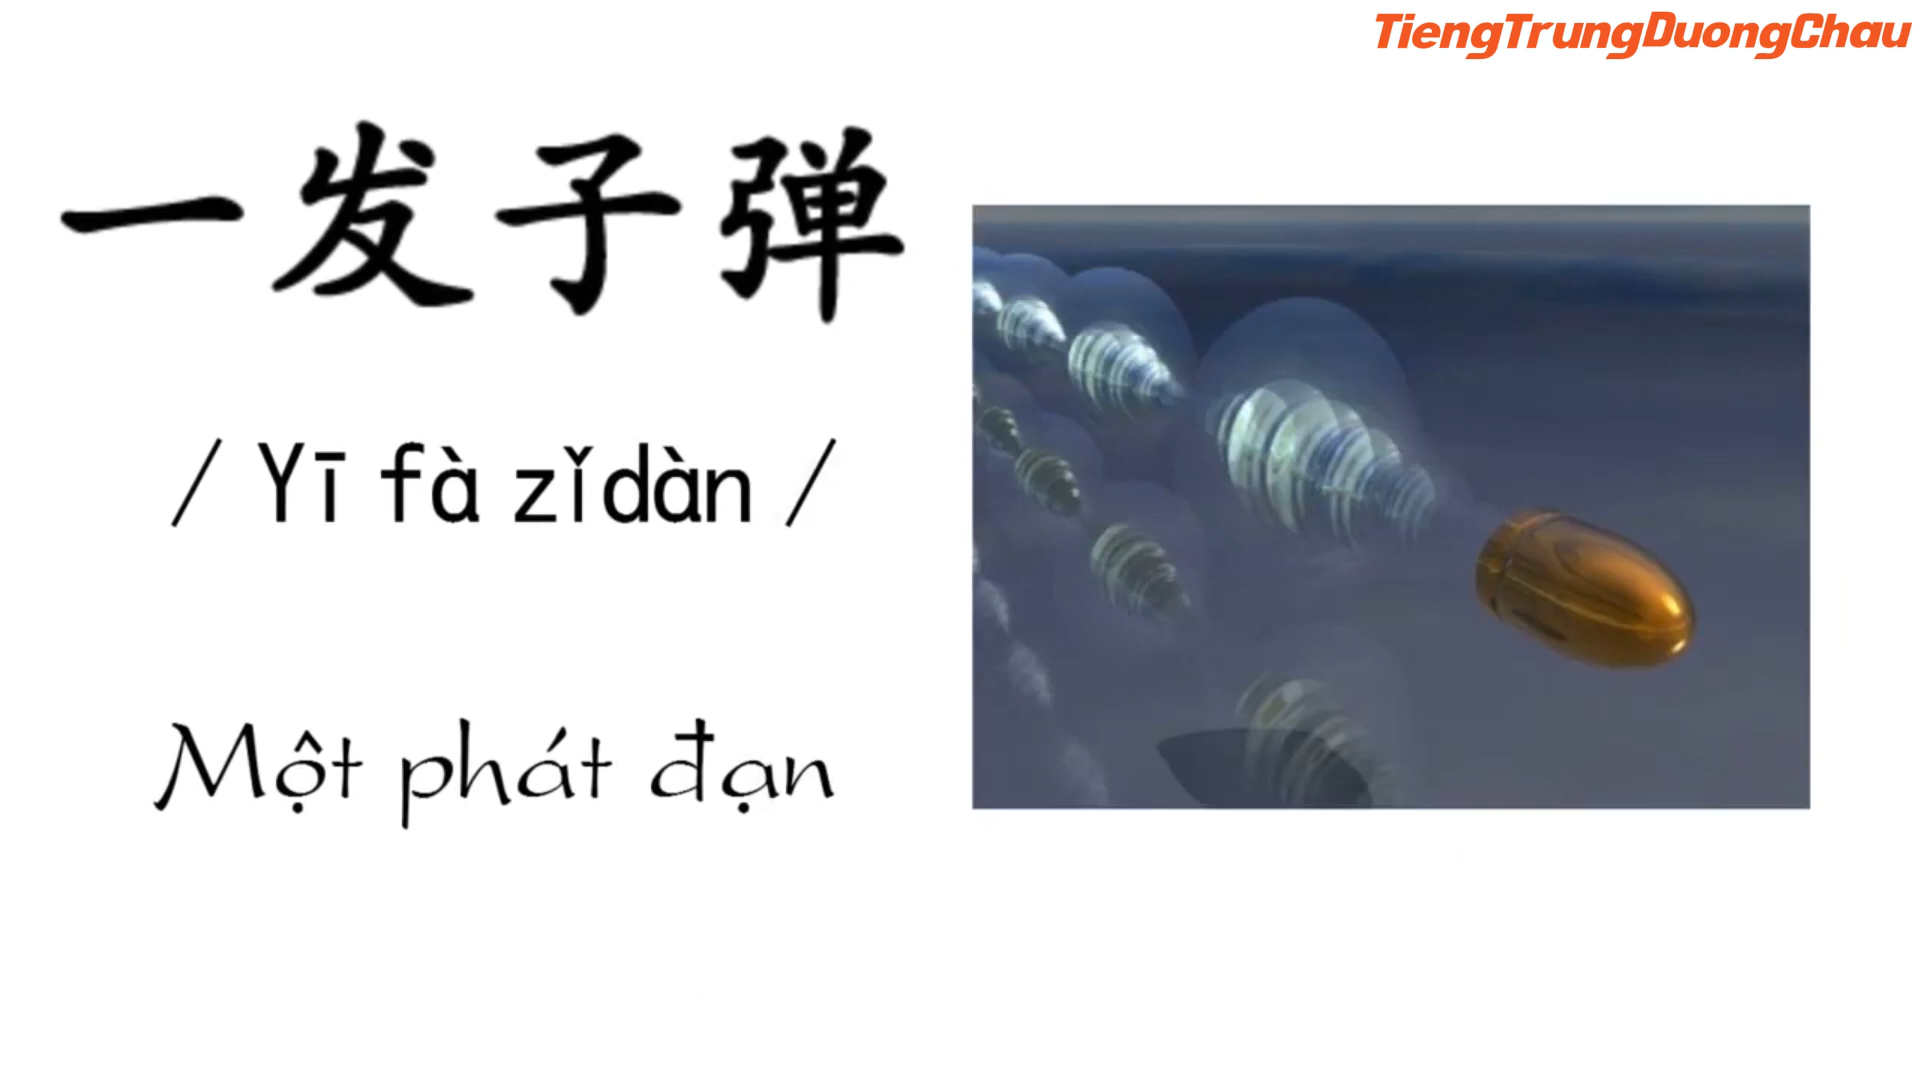 TiengTrungDuongChau
一发子弹
/ Yī fà zǐdàn /
Một phát đạn